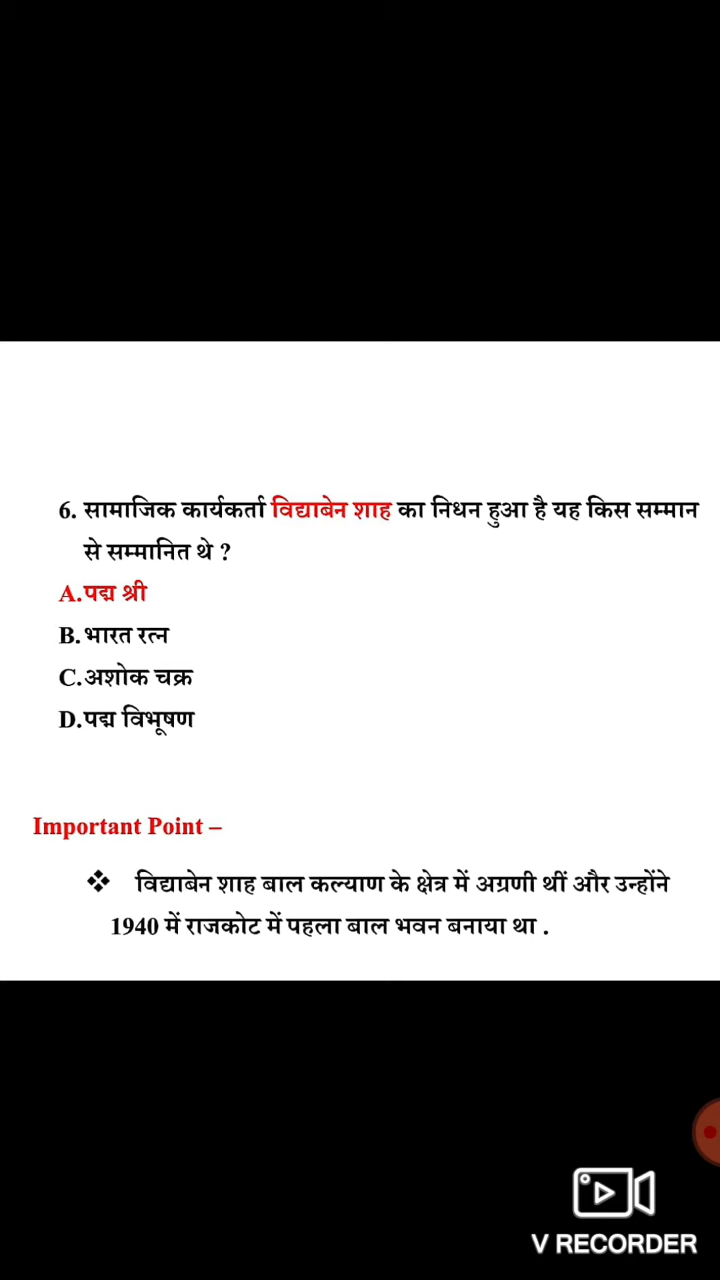 6. सामाजिक कार्यकर्ता विद्याबेन शाह का निधन हुआ है यह किस सम्मान
से सम्मानित थे ?
A.पद्म श्री
B. भारत रत्न
C.अशोक चक्र
D.पद्म विभूषण
Important Point –
❖ विद्याबेन शाह बाल कल्याण के क्षेत्र में अग्रणी थीं और उन्होंने
1940 में राजकोट में पहला बाल भवन बनाया था .
V RECORDER